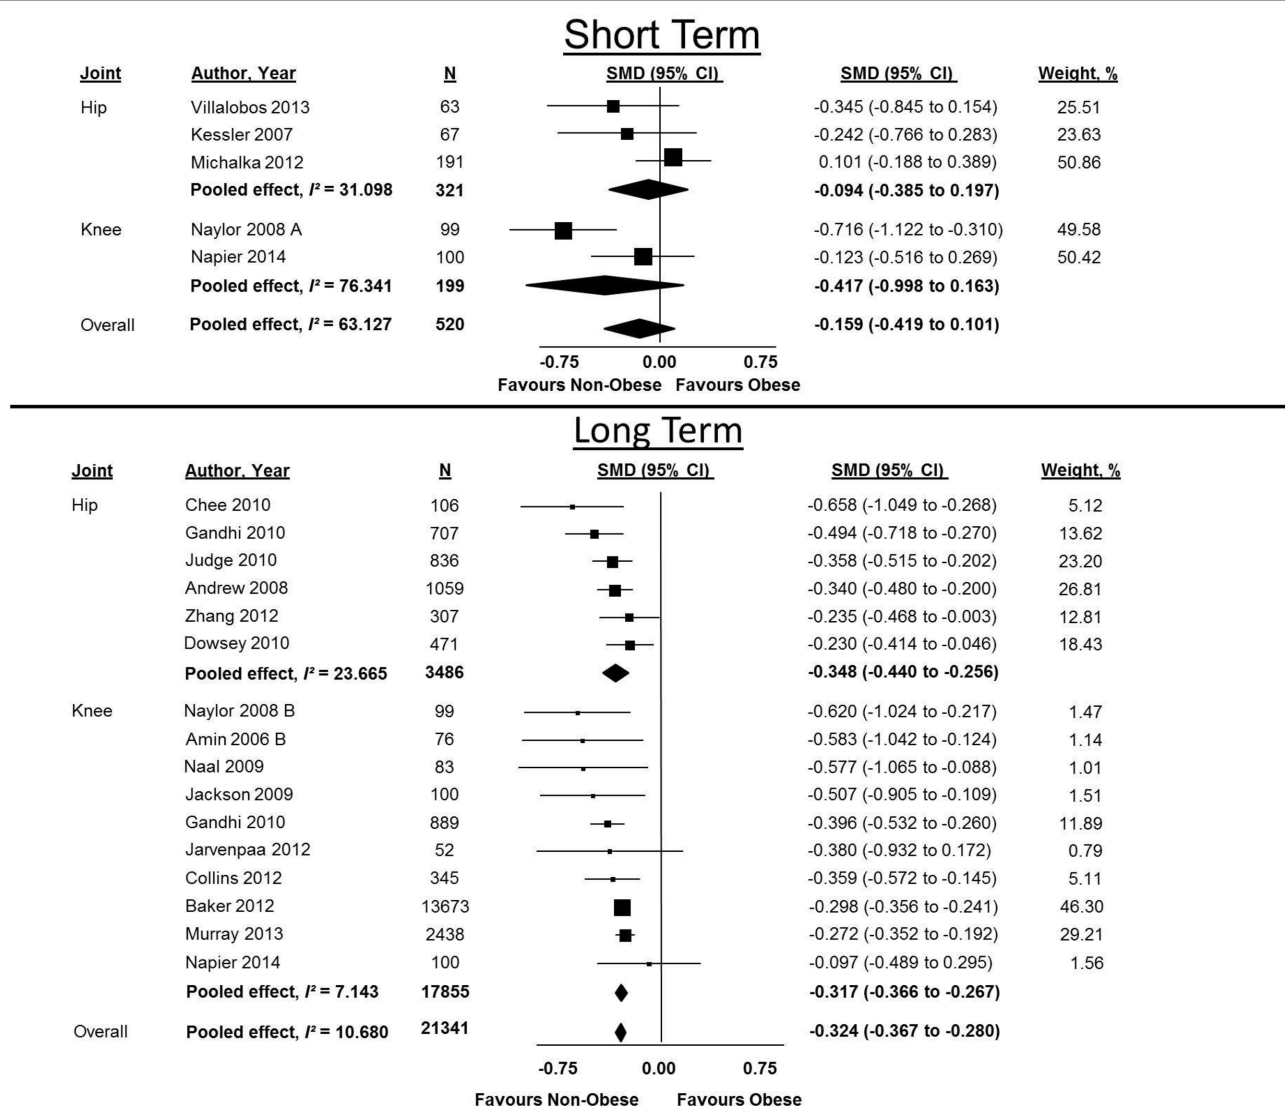 Short Term
Joint Author, Year N SMD (95% CI) SMD (95% CI) Weight, %
Hip Villalobos 2013 63 -0.345 (-0.845 to 0.154) 25.51
Kessler 2007 67 -0.242 (-0.766 to 0.283) 23.63
Michalka 2012 191 0.101 (-0.188 to 0.389) 50.86
Pooled effect, I² = 31.098 321 -0.094 (-0.385 to 0.197)
Knee Naylor 2008 A 99 -0.716 (-1.122 to -0.310) 49.58
Napier 2014 100 -0.123 (-0.516 to 0.269) 50.42
Pooled effect, I² = 76.341 199 -0.417 (-0.998 to 0.163)
Overall Pooled effect, I² = 63.127 520 -0.159 (-0.419 to 0.101)
-0.75 0.00 0.75
Favours Non-Obese Favours Obese
Long Term
Joint Author, Year N SMD (95% CI) SMD (95% CI) Weight, %
Hip Chee 2010 106 -0.658 (-1.049 to -0.268) 5.12
Gandhi 2010 707 -0.494 (-0.718 to -0.270) 13.62
Judge 2010 836 -0.358 (-0.515 to -0.202) 23.20
Andrew 2008 1059 -0.340 (-0.480 to -0.200) 26.81
Zhang 2012 307 -0.235 (-0.468 to -0.003) 12.81
Dowsey 2010 471 -0.230 (-0.414 to -0.046) 18.43
Pooled effect, I² = 23.665 3486 -0.348 (-0.440 to -0.256)
Knee Naylor 2008 B 99 -0.620 (-1.024 to -0.217) 1.47
Amin 2006 B 76 -0.583 (-1.042 to -0.124) 1.14
Naal 2009 83 -0.577 (-1.065 to -0.088) 1.01
Jackson 2009 100 -0.507 (-0.905 to -0.109) 1.51
Gandhi 2010 889 -0.396 (-0.532 to -0.260) 11.89
Jarvenpaa 2012 52 -0.380 (-0.932 to 0.172) 0.79
Collins 2012 345 -0.359 (-0.572 to -0.145) 5.11
Baker 2012 13673 -0.298 (-0.356 to -0.241) 46.30
Murray 2013 2438 -0.272 (-0.352 to -0.192) 29.21
Napier 2014 100 -0.097 (-0.489 to 0.295) 1.56
Pooled effect, I² = 7.143 17855 -0.317 (-0.366 to -0.267)
Overall Pooled effect, I² = 10.680 21341 -0.324 (-0.367 to -0.280)
-0.75 0.00 0.75
Favours Non-Obese Favours Obese